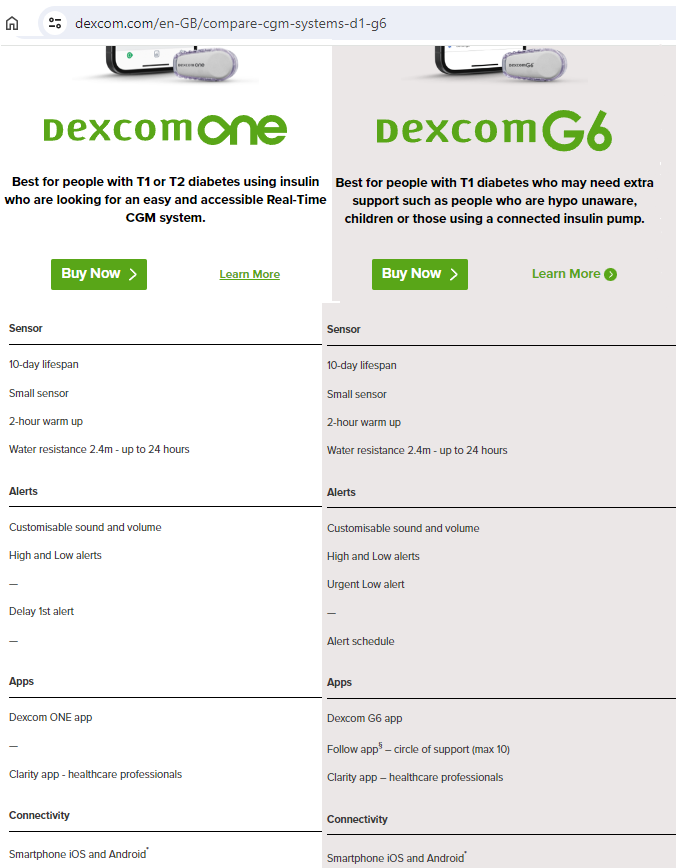 dexcom.com/en-GB/compare-cgm-systems-d1-g6
Dexcom ONE
Best for people with T1 or T2 diabetes using insulin
who are looking for an easy and accessible Real-Time
CGM system.
Buy Now
Learn More
Sensor
10-day lifespan
Small sensor
2-hour warm up
Water resistance 2.4m - up to 24 hours
Alerts
Customisable sound and volume
High and Low alerts
—
Delay 1st alert
—
Apps
Dexcom ONE app
—
Clarity app - healthcare professionals
Connectivity
Smartphone iOS and Android*
Dexcom G6
Best for people with T1 diabetes who may need extra
support such as people who are hypo unaware,
children or those using a connected insulin pump.
Buy Now
Learn More
Sensor
10-day lifespan
Small sensor
2-hour warm up
Water resistance 2.4m - up to 24 hours
Alerts
Customisable sound and volume
High and Low alerts
Urgent Low alert
—
Alert schedule
Apps
Dexcom G6 app
Follow app§ – circle of support (max 10)
Clarity app – healthcare professionals
Connectivity
Smartphone iOS and Android*